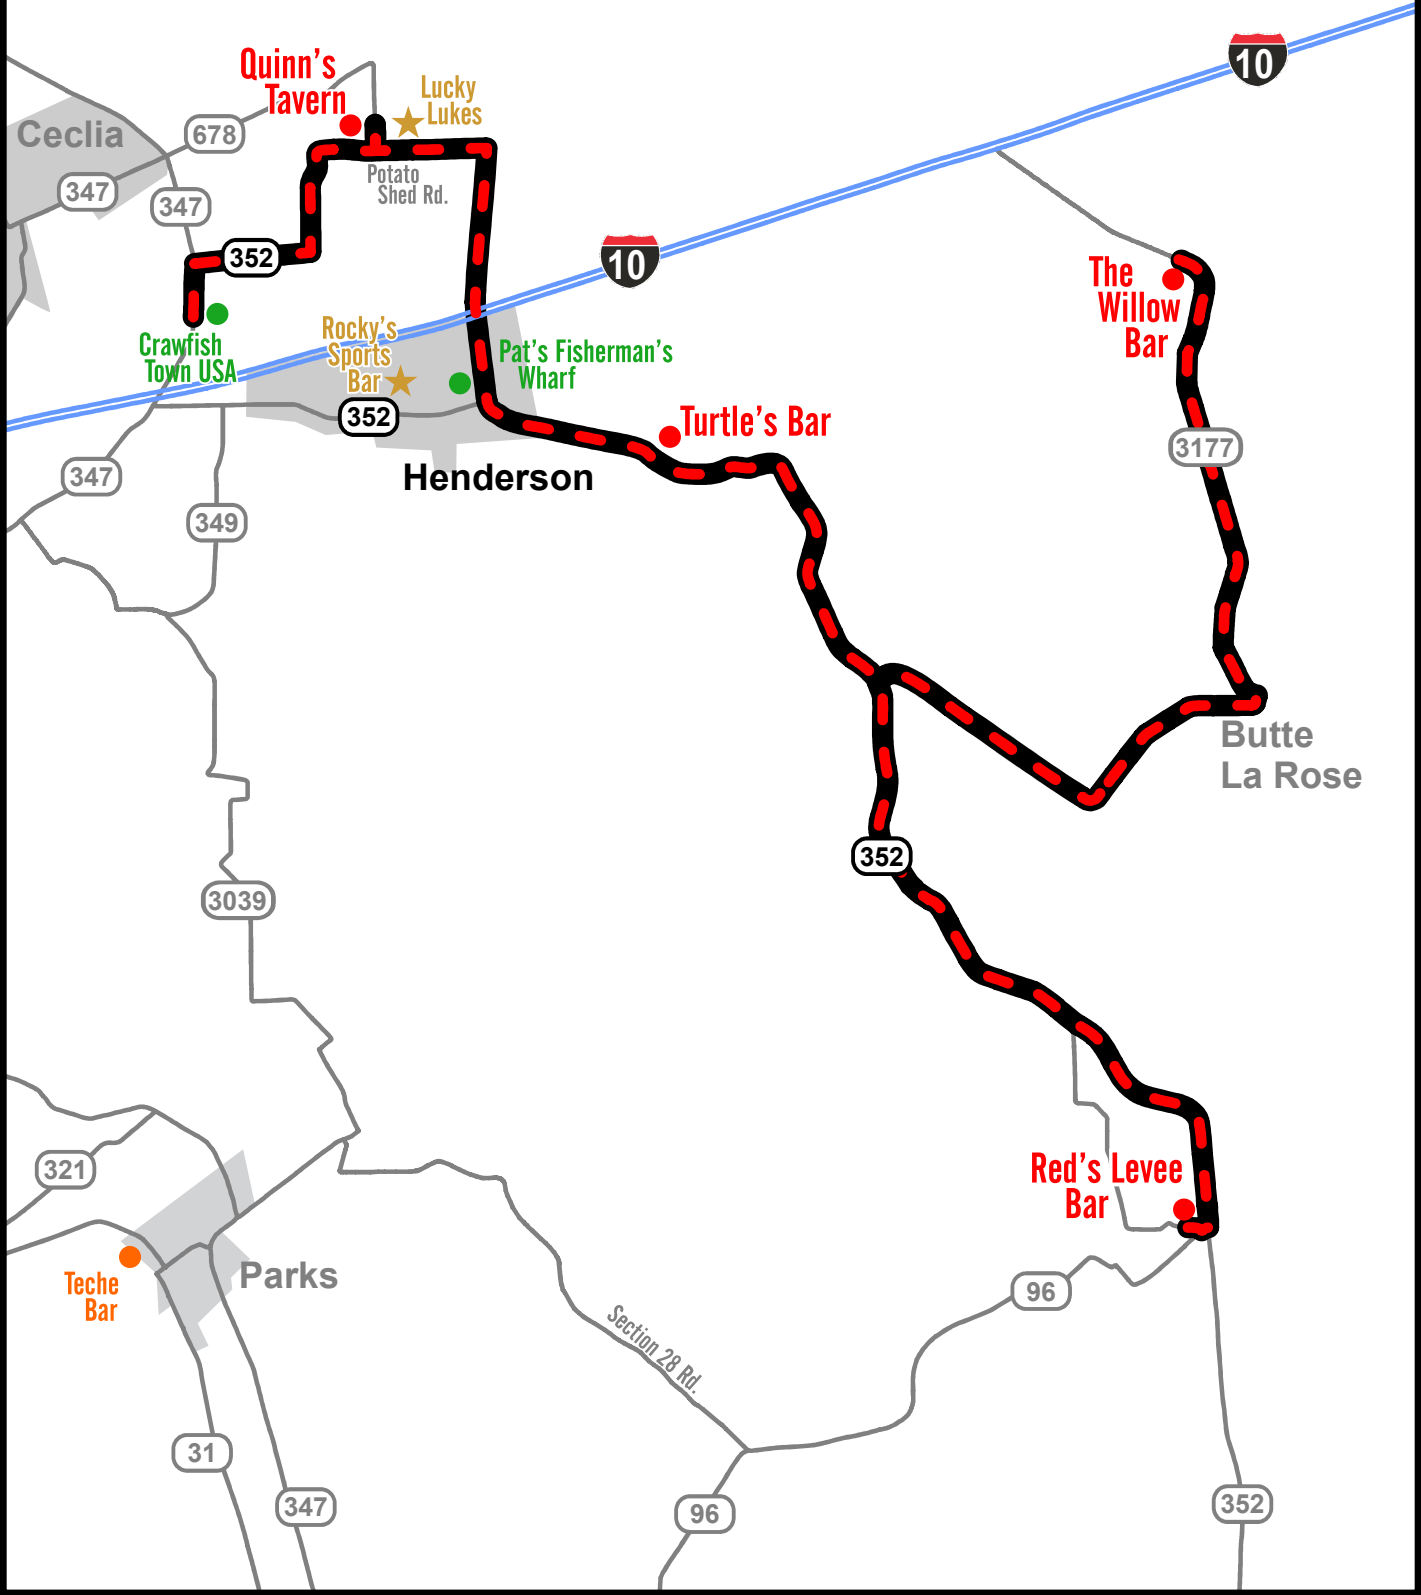 10
Quinn's
Tavern
Lucky
Lukes
Ceclia
678
347
347
Potato
Shed Rd.
352
10
The
Willow
Bar
Crawfish
Town USA
Rocky's
Sports
Bar
Pat's Fisherman's
Wharf
352
Turtle's Bar
Henderson
347
349
3177
Butte
La Rose
352
3039
321
Red's Levee
Bar
Teche
Bar
Parks
96
Section 28 Rd.
31
347
96
352